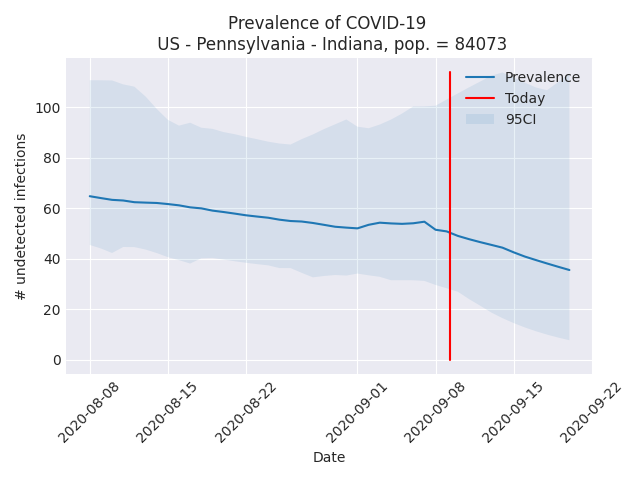 Prevalence of COVID-19
US - Pennsylvania - Indiana, pop. = 84073
Prevalence
Today
95CI
# undetected infections
100
80
60
40
20
0
2020-08-08
2020-08-15
2020-08-22
2020-09-01
2020-09-08
2020-09-15
2020-09-22
Date